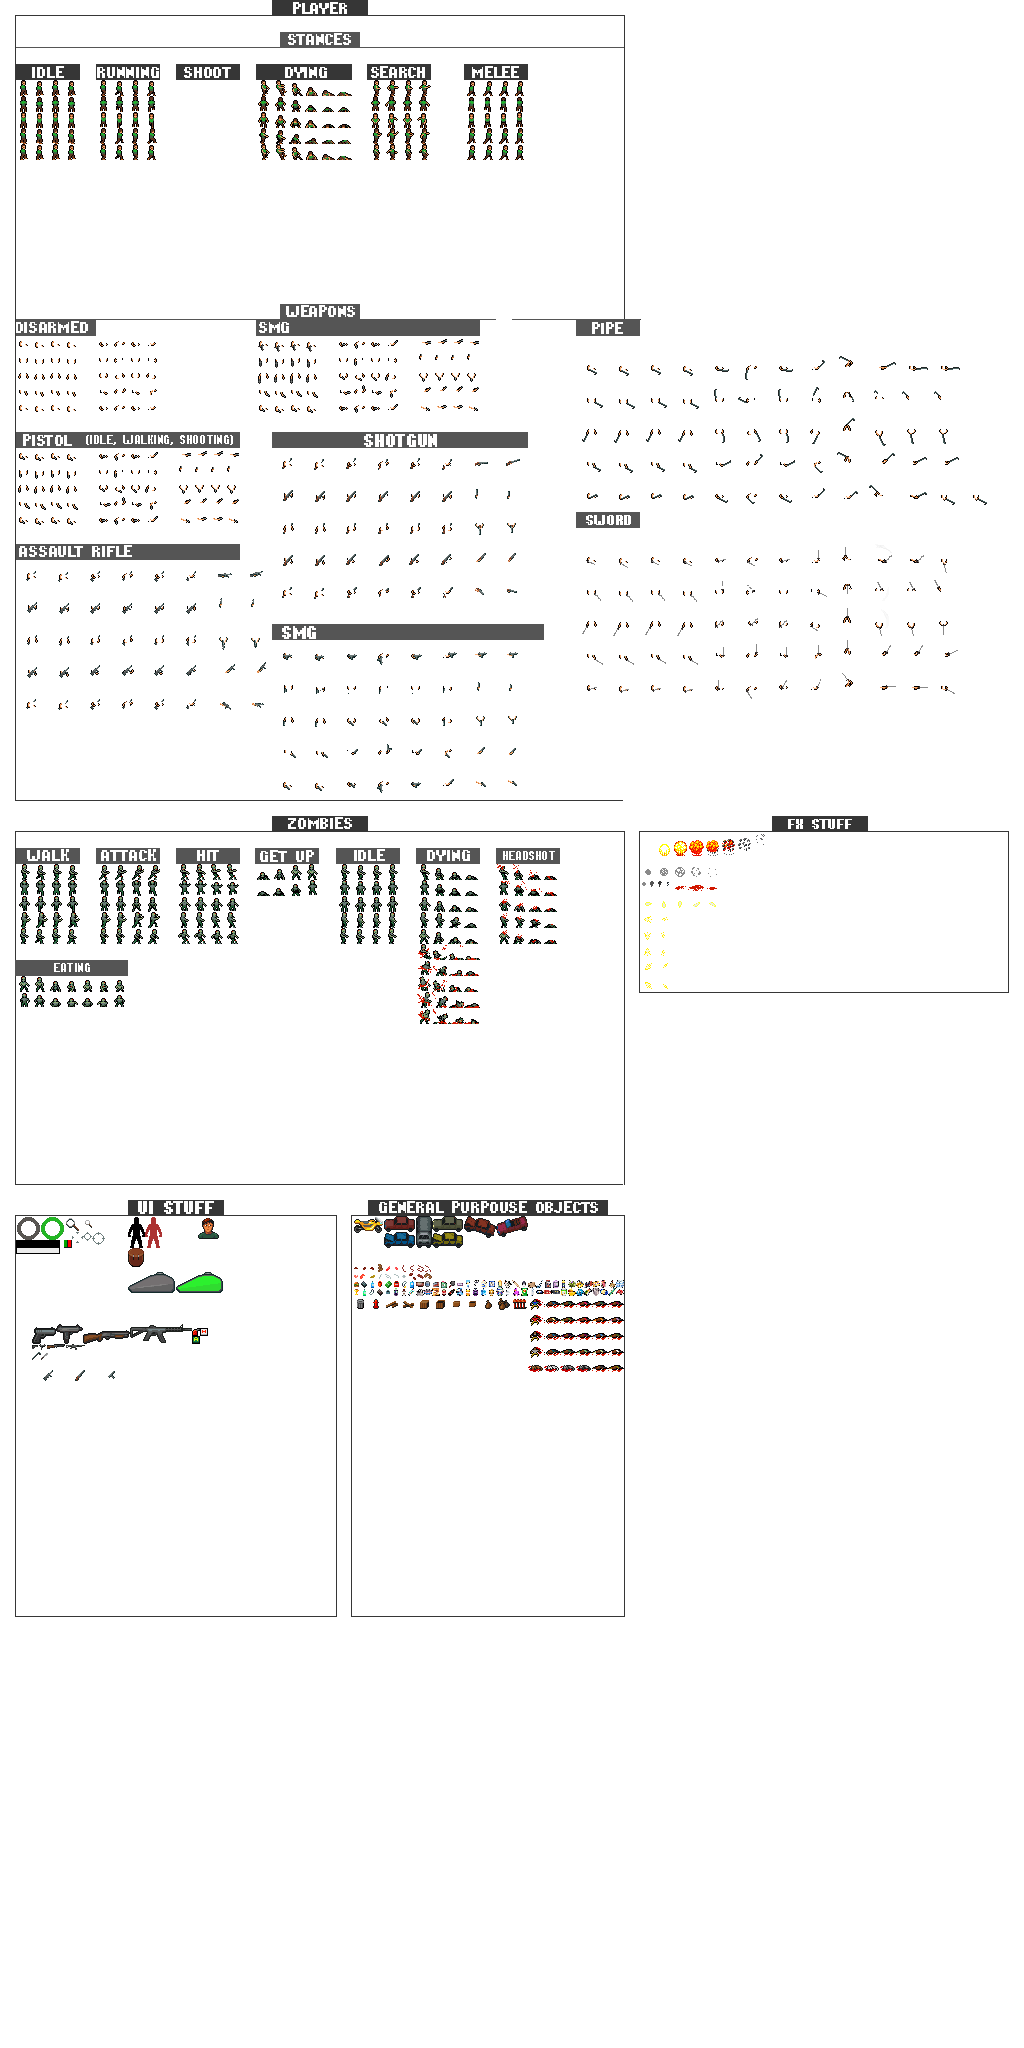 PLAYER
STANCES
IDLE RUNNING SHOOT DYING SEARCH MELEE
WEAPONS
DISARMED SMG PIPE
PISTOL (IDLE, WALKING, SHOOTING) SHOTGUN
SWORD
ASSAULT RIFLE
SMG
ZOMBIES FX STUFF
WALK ATTACK HIT GET UP IDLE DYING HEADSHOT
EATING
UI STUFF GENERAL PURPOUSE OBJECTS